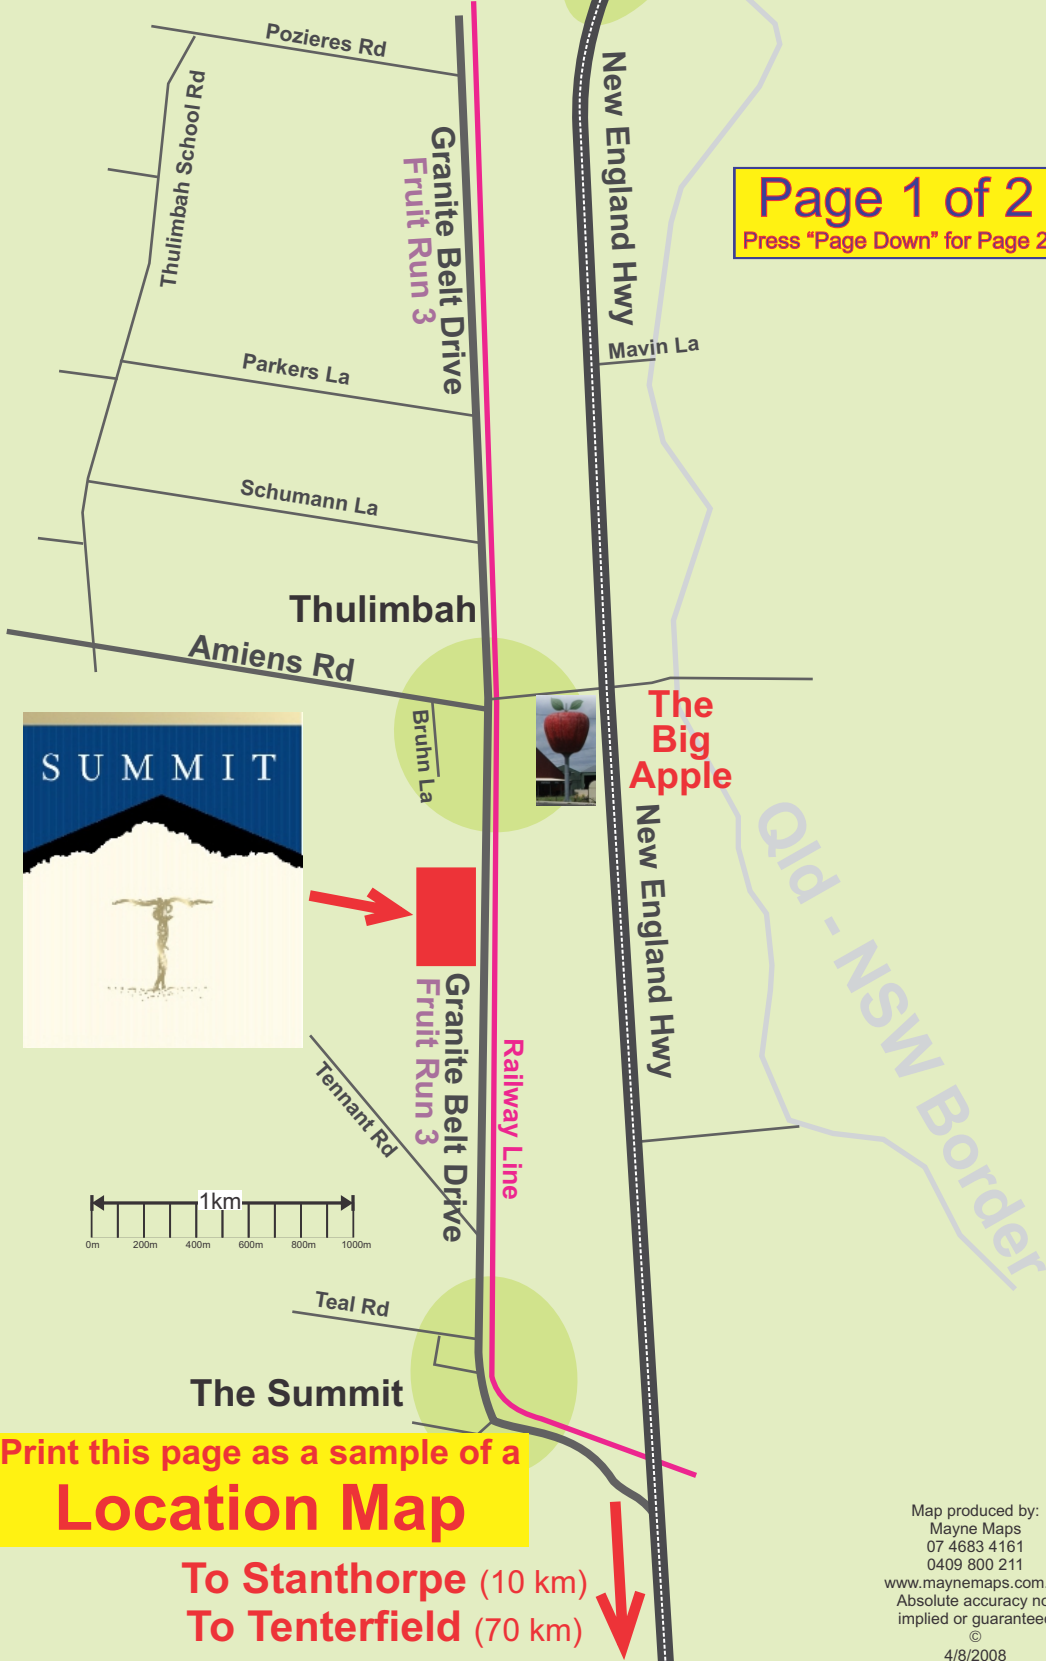 Pozieres Rd
Thulimbah School Rd
Granite Belt Drive
Fruit Run 3
New England Hwy
Page 1 of 2
Press “Page Down” for Page 2
Mavin La
Parkers La
Schumann La
Thulimbah
Amiens Rd
Bruhn La
The
Big
Apple
SUMMIT
New England Hwy
Qld - NSW Border
Granite Belt Drive
Fruit Run 3
Railway Line
Tennant Rd
1km
0m 200m 400m 600m 800m 1000m
Teal Rd
The Summit
Print this page as a sample of a
Location Map
To Stanthorpe (10 km)
To Tenterfield (70 km)
Map produced by:
Mayne Maps
07 4683 4161
0409 800 211
www.maynemaps.com.
Absolute accuracy no
implied or guarantee
©
4/8/2008